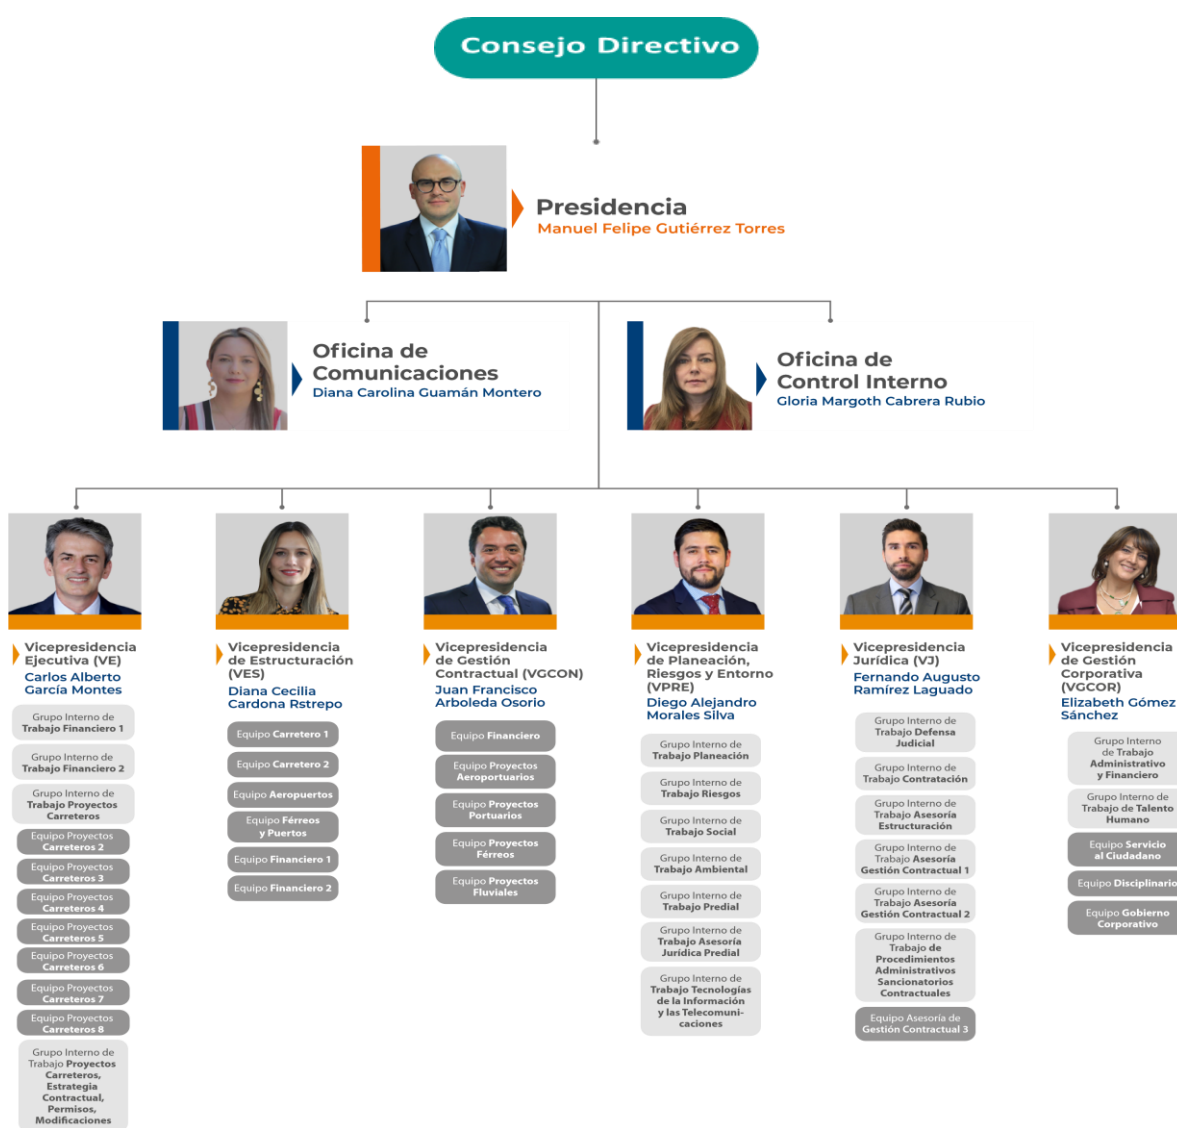 Consejo Directivo
Presidencia
Manuel Felipe Gutiérrez Torres
Oficina de
Comunicaciones
Diana Carolina Guamán Montero
Oficina de
Control Interno
Gloria Margoth Cabrera Rubio
Vicepresidencia
Ejecutiva (VE)
Carlos Alberto
García Montes
Grupo Interno de
Trabajo Financiero 1
Grupo Interno de
Trabajo Financiero 2
Grupo Interno de
Trabajo Proyectos
Carreteros
Equipo Proyectos
Carreteros 2
Equipo Proyectos
Carreteros 3
Equipo Proyectos
Carreteros 4
Equipo Proyectos
Carreteros 5
Equipo Proyectos
Carreteros 6
Equipo Proyectos
Carreteros 7
Equipo Proyectos
Carreteros 8
Grupo Interno de
Trabajo Proyectos
Carreteros,
Estrategia
Contractual,
Permisos,
Modificaciones
Vicepresidencia
de Estructuración
(VES)
Diana Cecilia
Cardona Rstrepo
Equipo Carretero 1
Equipo Carretero 2
Equipo Aeropuertos
Equipo Férreos
y Puertos
Equipo Financiero 1
Equipo Financiero 2
Vicepresidencia
de Gestión
Contractual (VGCON)
Juan Francisco
Arboleda Osorio
Equipo Financiero
Equipo Proyectos
Aeroportuarios
Equipo Proyectos
Portuarios
Equipo Proyectos
Férreos
Equipo Proyectos
Fluviales
Vicepresidencia
de Planeación,
Riesgos y Entorno
(VPRE)
Diego Alejandro
Morales Silva
Grupo Interno de
Trabajo Planeación
Grupo Interno de
Trabajo Riesgos
Grupo Interno de
Trabajo Social
Grupo Interno de
Trabajo Ambiental
Grupo Interno de
Trabajo Predial
Grupo Interno de
Trabajo Asesoría
Jurídica Predial
Grupo Interno de
Trabajo Tecnologías
de la Información
y las Telecomuni-
caciones
Vicepresidencia
Jurídica (VJ)
Fernando Augusto
Ramírez Laguado
Grupo Interno de
Trabajo Defensa
Judicial
Grupo Interno de
Trabajo Contratación
Grupo Interno de
Trabajo Asesoría
Estructuración
Grupo Interno de
Trabajo Asesoría
Gestión Contractual 1
Grupo Interno de
Trabajo Asesoría
Gestión Contractual 2
Grupo Interno de
Trabajo de
Procedimientos
Administrativos
Sancionatorios
Contractuales
Equipo Asesoría de
Gestión Contractual 3
Vicepresidencia
de Gestión
Corporativa
(VGCOR)
Elizabeth Gómez
Sánchez
Grupo Interno
de Trabajo
Administrativo
y Financiero
Grupo Interno de
Trabajo de Talento
Humano
Equipo Servicio
al Ciudadano
Equipo Disciplinario
Equipo Gobierno
Corporativo